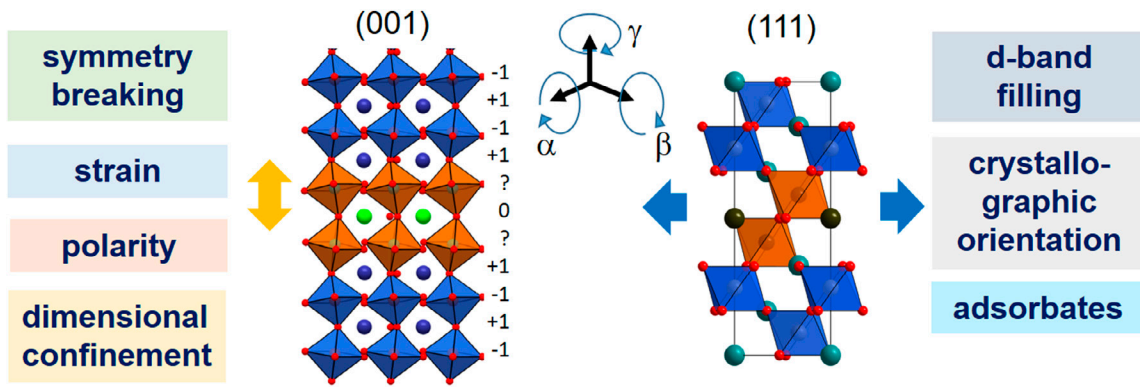 symmetry
breaking
strain
polarity
dimensional
confinement
(001)
-1
+1
-1
+1
?
0
?
+1
-1
+1
-1
γ
α
β
(111)
d-band
filling
crystallo-
graphic
orientation
adsorbates